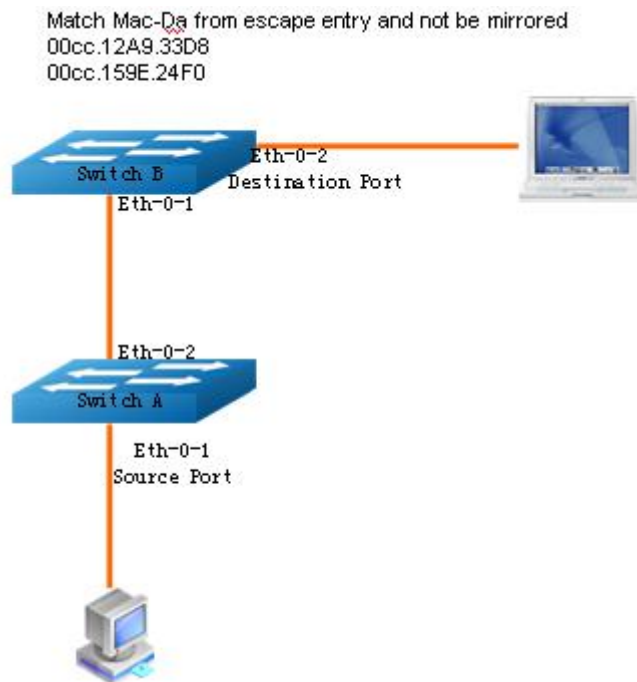 Match Mac-Da from escape entry and not be mirrored
00cc.12A9.33D8
00cc.159E.24F0
Eth-0-2
Switch B
Destination Port
Eth-0-1
Eth-0-2
Switch A
Eth-0-1
Source Port